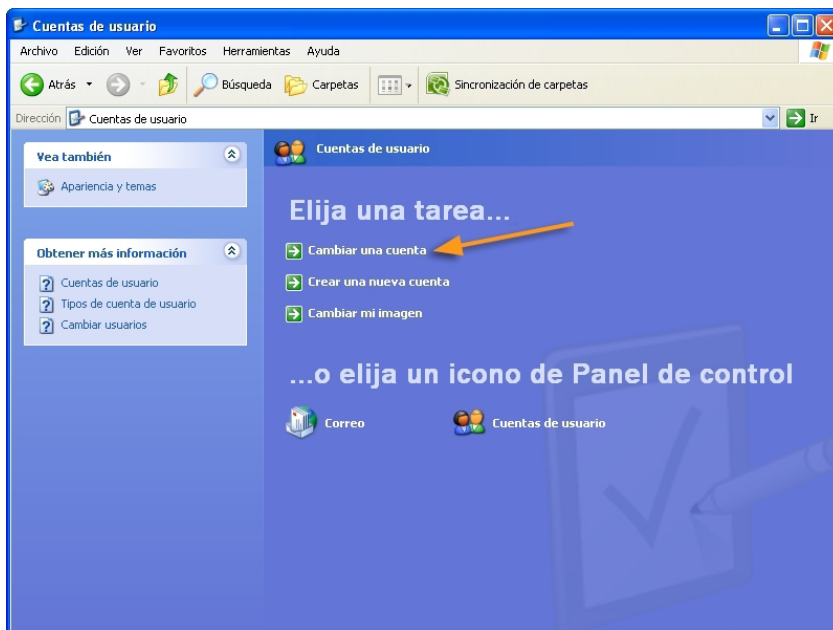 Cuentas de usuario
Archivo Edición Ver Favoritos Herramientas Ayuda
Atrás Búsqueda Carpetas Sincronización de carpetas
Dirección Cuentas de usuario Ir
Vea también
Apariencia y temas
Obtener más información
Cuentas de usuario
Tipos de cuenta de usuario
Cambiar usuarios
Cuentas de usuario
Elija una tarea...
Cambiar una cuenta
Crear una nueva cuenta
Cambiar mi imagen
...o elija un icono de Panel de control
Correo Cuentas de usuario